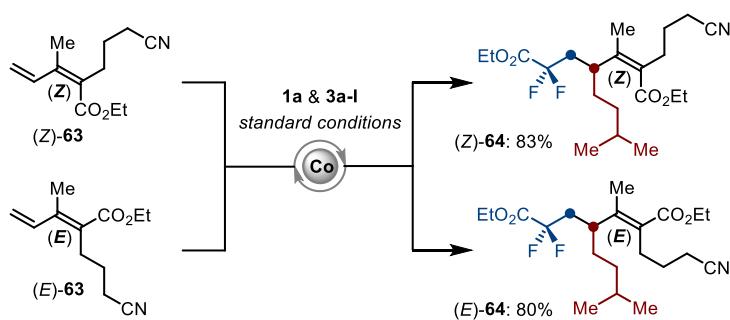 Me
CN
(Z)
CO2Et
(Z)-63
Me
CO2Et
(E)
CN
(E)-63
1a & 3a-I
standard conditions
Co
Me
CN
EtO2C
(Z)
F F
CO2Et
Me Me
(Z)-64: 83%
Me
EtO2C
CO2Et
(E)
F F
CN
Me Me
(E)-64: 80%